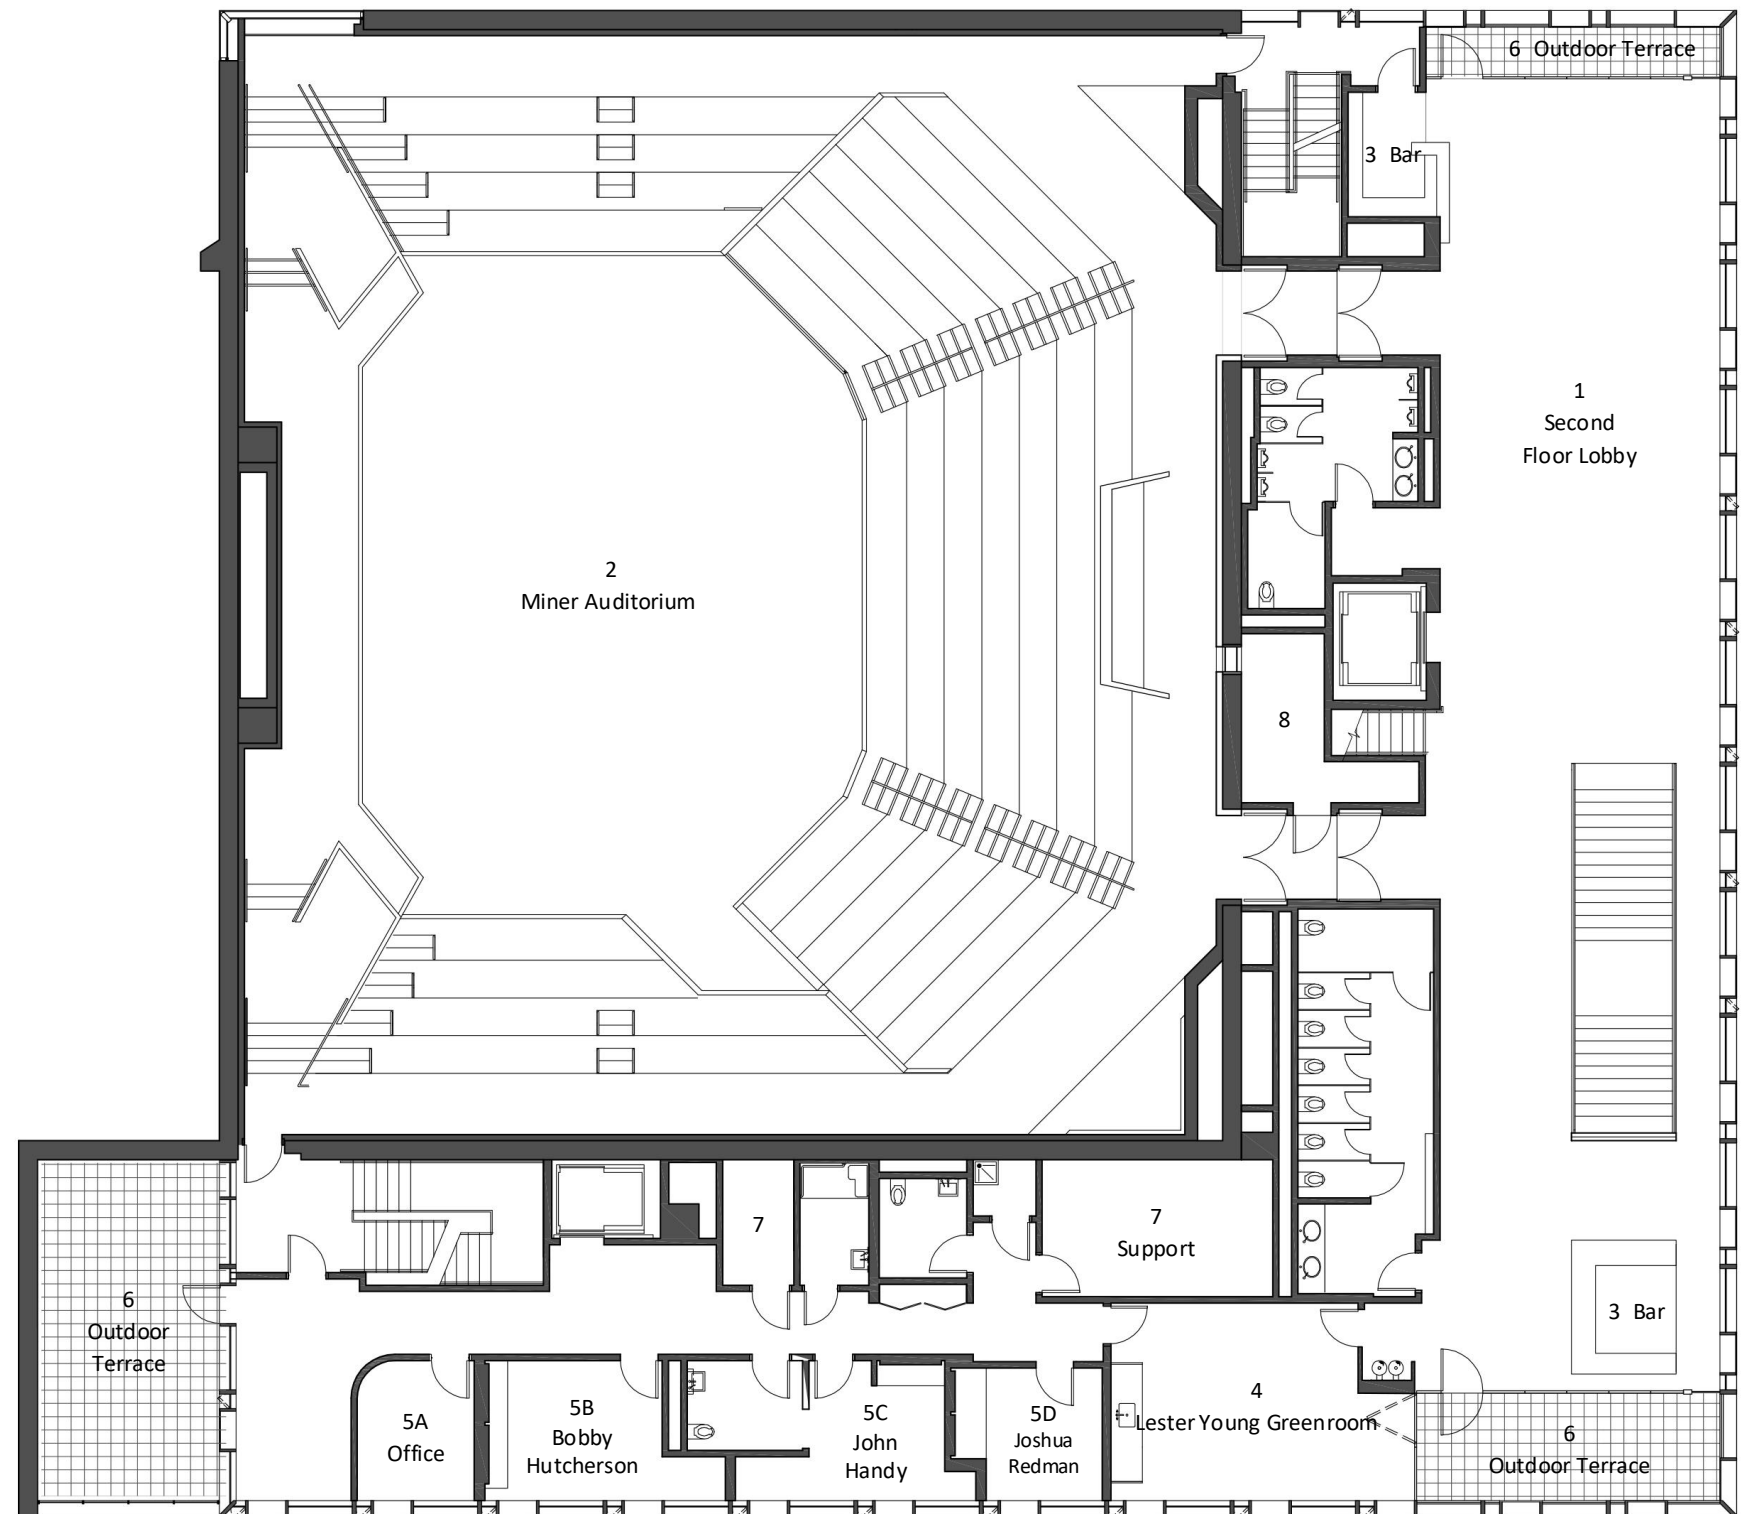 6 Outdoor Terrace
3 Bar
1
Second
Floor Lobby
2
Miner Auditorium
8
7
7
Support
6
Outdoor
Terrace
3 Bar
5A
Office
5B
Bobby
Hutcherson
5C
John
Handy
5D
Joshua
Redman
4
Lester Young Greenroom
6
Outdoor Terrace